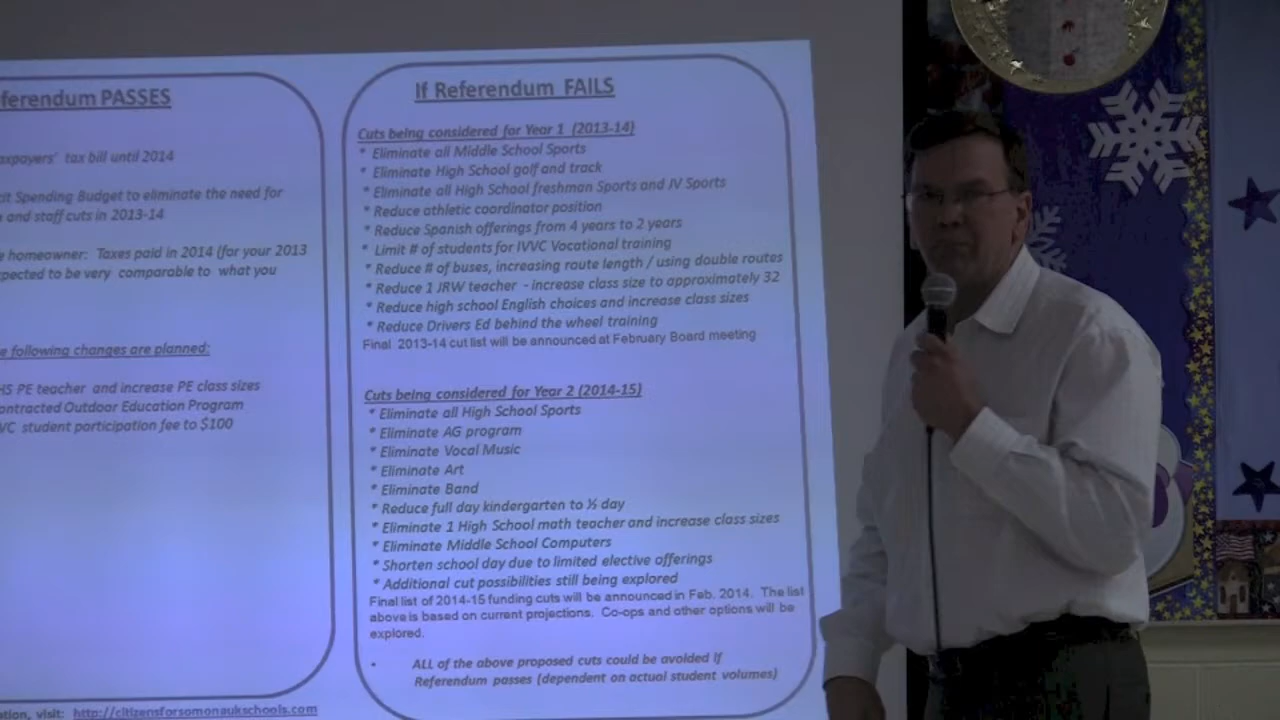 ferendum PASSES
axpayers' tax bill until 2014
cit Spending Budget to eliminate the need for
and staff cuts in 2013-14
e homeowner: Taxes paid in 2014 (for your 2013
xpected to be very comparable to what you
e following changes are planned:
HS PE teacher and increase PE class sizes
ontracted Outdoor Education Program
VC student participation fee to $100
ation, visit: http://citizensforsomonaukschools.com
If Referendum FAILS
Cuts being considered for Year 1 (2013-14)
* Eliminate all Middle School Sports
* Eliminate High School golf and track
* Eliminate all High School freshman Sports and JV Sports
* Reduce athletic coordinator position
* Reduce Spanish offerings from 4 years to 2 years
* Limit # of students for IVVC Vocational training
* Reduce # of buses, increasing route length / using double routes
* Reduce 1 JRW teacher - increase class size to approximately 32
* Reduce high school English choices and increase class sizes
* Reduce Drivers Ed behind the wheel training
Final 2013-14 cut list will be announced at February Board meeting
Cuts being considered for Year 2 (2014-15)
* Eliminate all High School Sports
* Eliminate AG program
* Eliminate Vocal Music
* Eliminate Art
* Eliminate Band
* Reduce full day kindergarten to ½ day
* Eliminate 1 High School math teacher and increase class sizes
* Eliminate Middle School Computers
* Shorten school day due to limited elective offerings
* Additional cut possibilities still being explored
Final list of 2014-15 funding cuts will be announced in Feb. 2014. The list
above is based on current projections. Co-ops and other options will be
explored.
• ALL of the above proposed cuts could be avoided if
Referendum passes (dependent on actual student volumes)